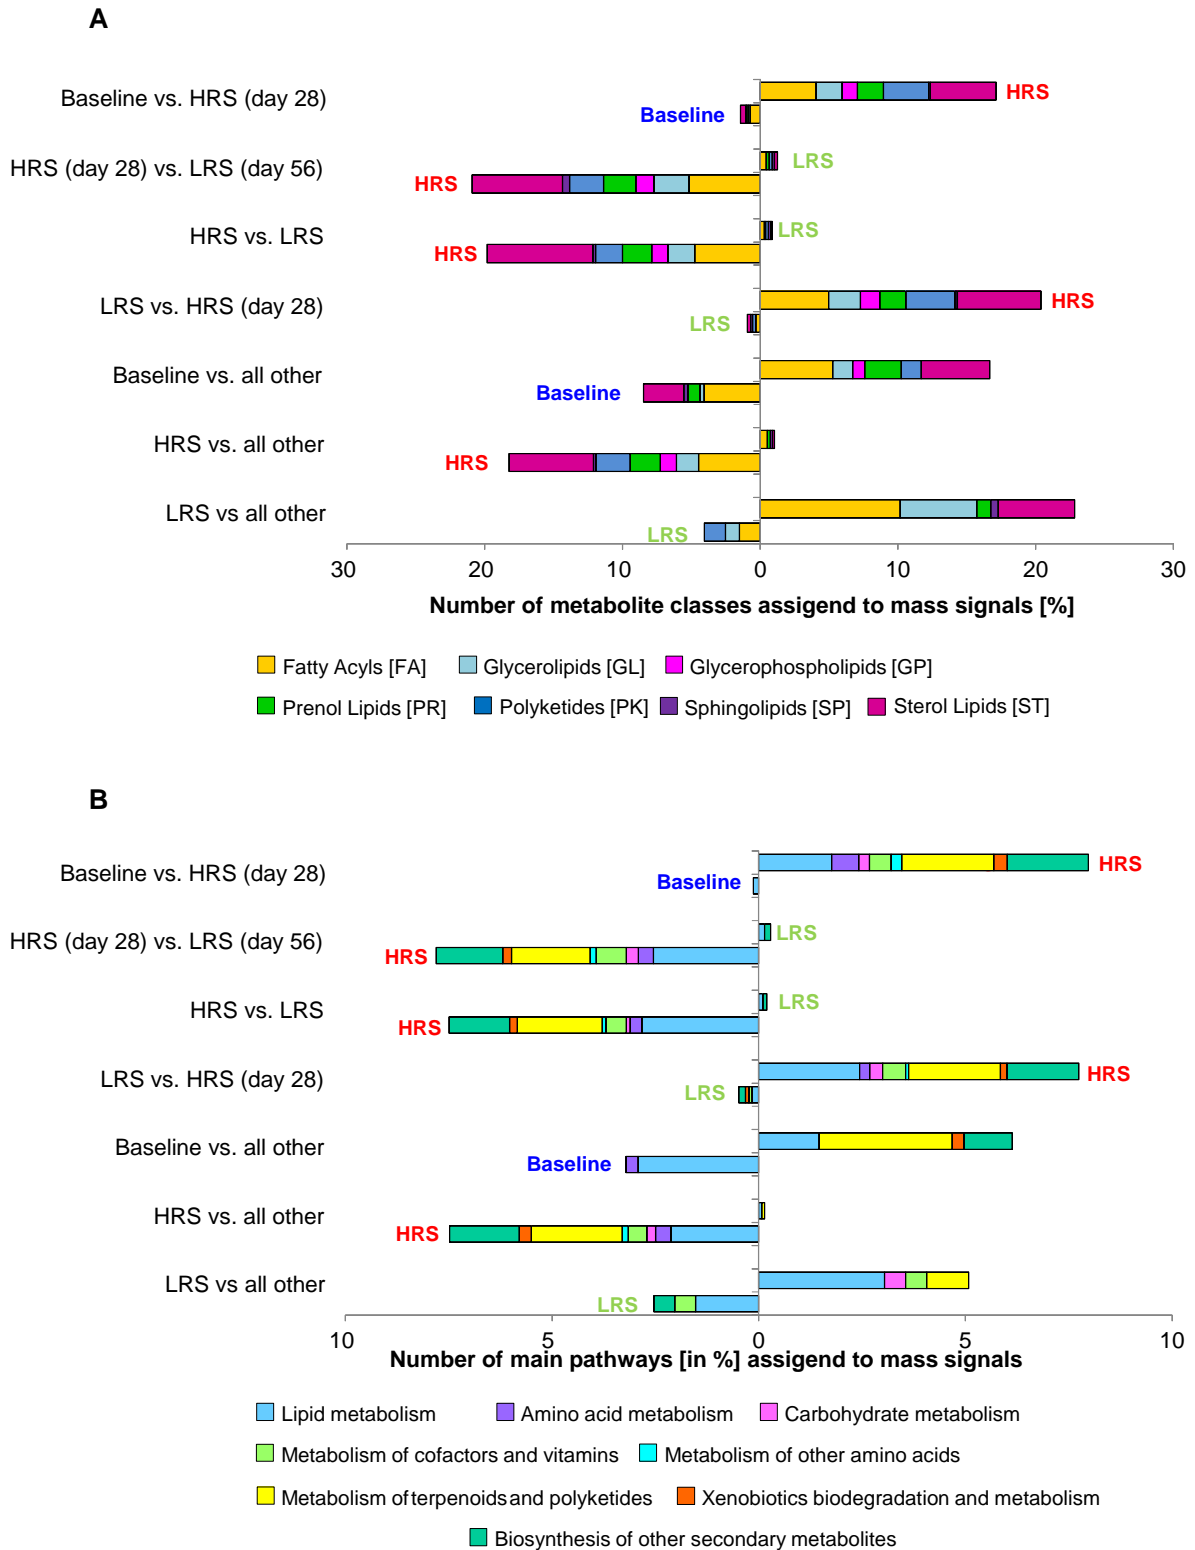 A
Baseline vs. HRS (day 28)
HRS
Baseline
HRS (day 28) vs. LRS (day 56)
LRS
HRS
HRS vs. LRS
LRS
HRS
LRS vs. HRS (day 28)
HRS
LRS
Baseline vs. all other
Baseline
HRS vs. all other
HRS
LRS vs all other
LRS
30 20 10 0 10 20 30
Number of metabolite classes assigend to mass signals [%]
Fatty Acyls [FA] Glycerolipids [GL] Glycerophospholipids [GP]
Prenol Lipids [PR] Polyketides [PK] Sphingolipids [SP] Sterol Lipids [ST]
B
Baseline vs. HRS (day 28)
HRS
Baseline
HRS (day 28) vs. LRS (day 56)
LRS
HRS
HRS vs. LRS
LRS
HRS
LRS vs. HRS (day 28)
HRS
LRS
Baseline vs. all other
Baseline
HRS vs. all other
HRS
LRS vs all other
LRS
10 5 0 5 10
Number of main pathways [in %] assigend to mass signals
Lipid metabolism Amino acid metabolism Carbohydrate metabolism
Metabolism of cofactors and vitamins Metabolism of other amino acids
Metabolism of terpenoids and polyketides Xenobiotics biodegradation and metabolism
Biosynthesis of other secondary metabolites